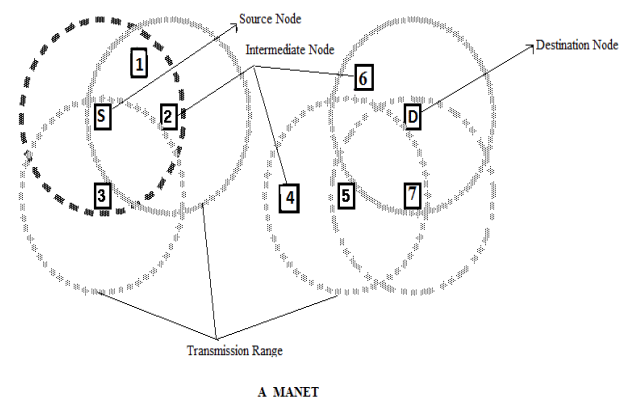 Source Node
Intermediate Node
Destination Node
1
6
S
2
D
3
4
5
7
Transmission Range
A MANET